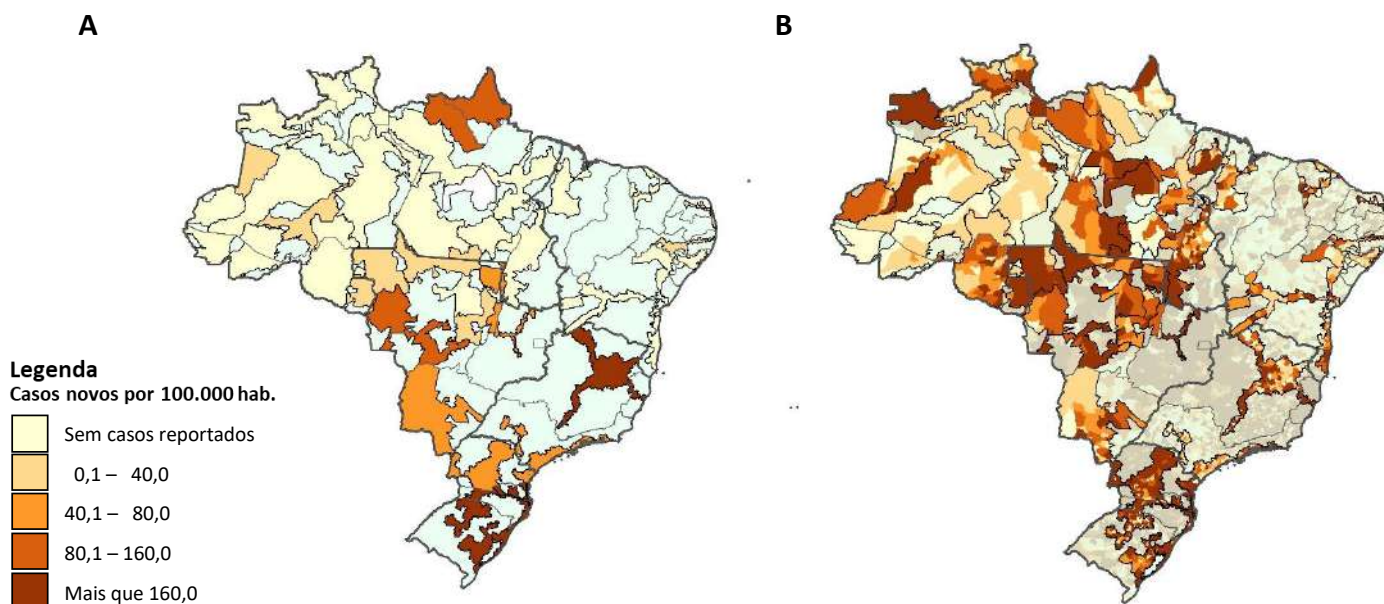 A
B
Legenda
Casos novos por 100.000 hab.
Sem casos reportados
0,1 – 40,0
40,1 – 80,0
80,1 – 160,0
Mais que 160,0